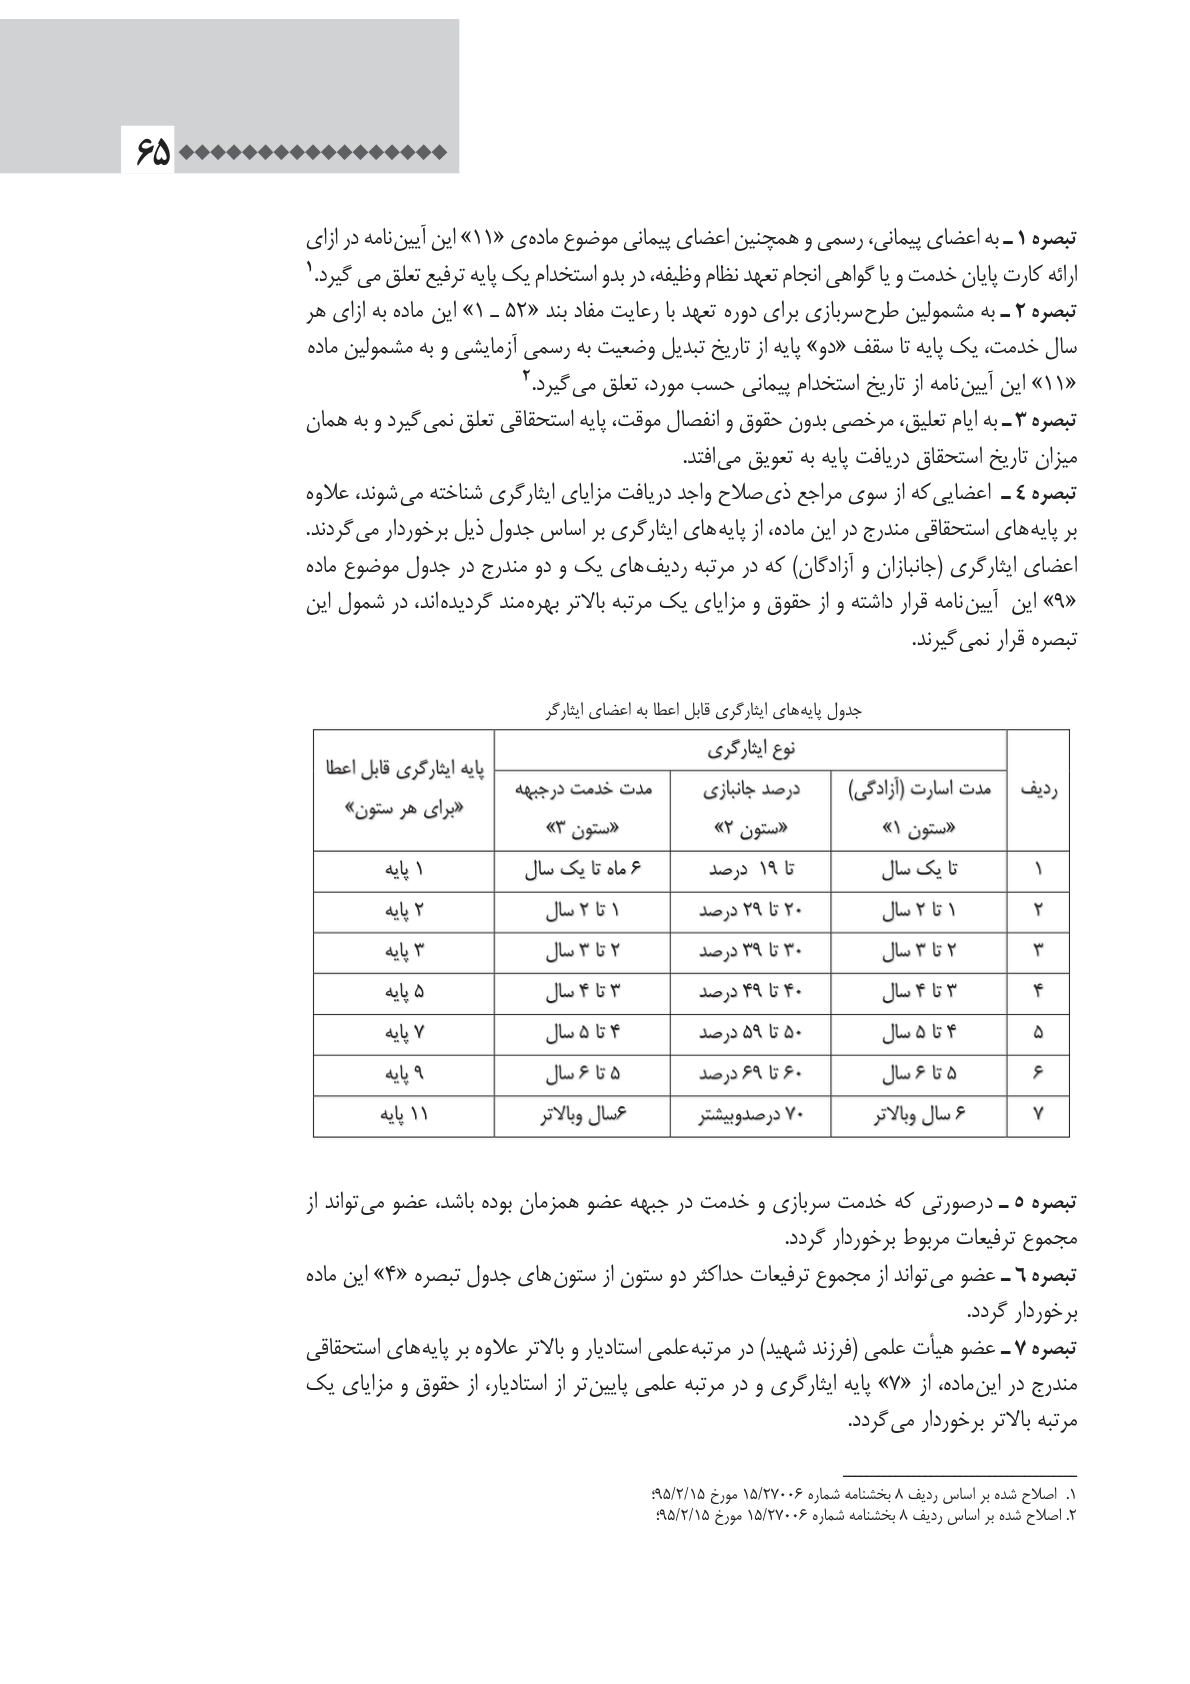 ۶۵
تبصره ۱ ـ به اعضای پیمانی، رسمی و همچنین اعضای پیمانی موضوع ماده‌ی «۱۱» این آیین‌نامه در ازای
ارائه کارت پایان خدمت و یا گواهی انجام تعهد نظام وظیفه، در بدو استخدام یک پایه ترفیع تعلق می گیرد.۱
تبصره ۲ ـ به مشمولین طرح‌سربازی برای دوره تعهد با رعایت مفاد بند «۵۲ ـ ۱» این ماده به ازای هر
سال خدمت، یک پایه تا سقف «دو» پایه از تاریخ تبدیل وضعیت به رسمی آزمایشی و به مشمولین ماده
«۱۱» این آیین‌نامه از تاریخ استخدام پیمانی حسب مورد، تعلق می‌گیرد.۲
تبصره ۳ ـ به ایام تعلیق، مرخصی بدون حقوق و انفصال موقت، پایه استحقاقی تعلق نمی‌گیرد و به همان
میزان تاریخ استحقاق دریافت پایه به تعویق می‌افتد.
تبصره ٤ ـ اعضایی‌که از سوی مراجع ذی‌صلاح واجد دریافت مزایای ایثارگری شناخته می‌شوند، علاوه
بر پایه‌های استحقاقی مندرج در این ماده، از پایه‌های ایثارگری بر اساس جدول ذیل برخوردار می‌گردند.
اعضای ایثارگری (جانبازان و آزادگان) که در مرتبه ردیف‌های یک و دو مندرج در جدول موضوع ماده
«۹» این آیین‌نامه قرار داشته و از حقوق و مزایای یک مرتبه بالاتر بهره‌مند گردیده‌اند، در شمول این
تبصره قرار نمی‌گیرند.
جدول پایه‌های ایثارگری قابل اعطا به اعضای ایثارگر
ردیف نوع ایثارگری پایه ایثارگری قابل اعطا «برای هر ستون»
مدت اسارت (آزادگی) درصد جانبازی مدت خدمت درجبهه
«ستون ۱» «ستون ۲» «ستون ۳»
۱ تا یک سال تا ۱۹ درصد ۶ ماه تا یک سال ۱ پایه
۲ ۱ تا ۲ سال ۲۰ تا ۲۹ درصد ۱ تا ۲ سال ۲ پایه
۳ ۲ تا ۳ سال ۳۰ تا ۳۹ درصد ۲ تا ۳ سال ۳ پایه
۴ ۳ تا ۴ سال ۴۰ تا ۴۹ درصد ۳ تا ۴ سال ۵ پایه
۵ ۴ تا ۵ سال ۵۰ تا ۵۹ درصد ۴ تا ۵ سال ۷ پایه
۶ ۵ تا ۶ سال ۶۰ تا ۶۹ درصد ۵ تا ۶ سال ۹ پایه
۷ ۶ سال وبالاتر ۷۰ درصدوبیشتر ۶سال وبالاتر ۱۱ پایه
تبصره ٥ ـ درصورتی که خدمت سربازی و خدمت در جبهه عضو همزمان بوده باشد، عضو می‌تواند از
مجموع ترفیعات مربوط برخوردار گردد.
تبصره ٦ ـ عضو می‌تواند از مجموع ترفیعات حداکثر دو ستون از ستون‌های جدول تبصره «۴» این ماده
برخوردار گردد.
تبصره ۷ ـ عضو هیأت علمی (فرزند شهید) در مرتبه‌علمی استادیار و بالاتر علاوه بر پایه‌های استحقاقی
مندرج در این‌ماده، از «۷» پایه ایثارگری و در مرتبه علمی پایین‌تر از استادیار، از حقوق و مزایای یک
مرتبه بالاتر برخوردار می‌گردد.
۱. اصلاح شده بر اساس ردیف ۸ بخشنامه شماره ۱۵/۲۷۰۰۶ مورخ ۹۵/۲/۱۵؛
۲. اصلاح شده بر اساس ردیف ۸ بخشنامه شماره ۱۵/۲۷۰۰۶ مورخ ۹۵/۲/۱۵؛